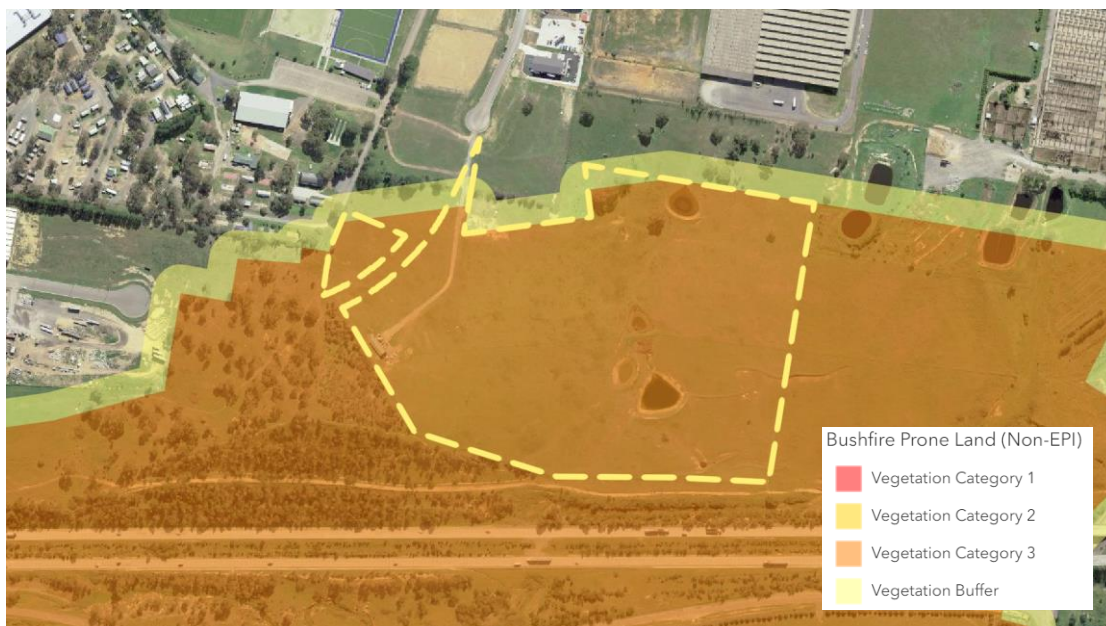 Bushfire Prone Land (Non-EPI)
Vegetation Category 1
Vegetation Category 2
Vegetation Category 3
Vegetation Buffer